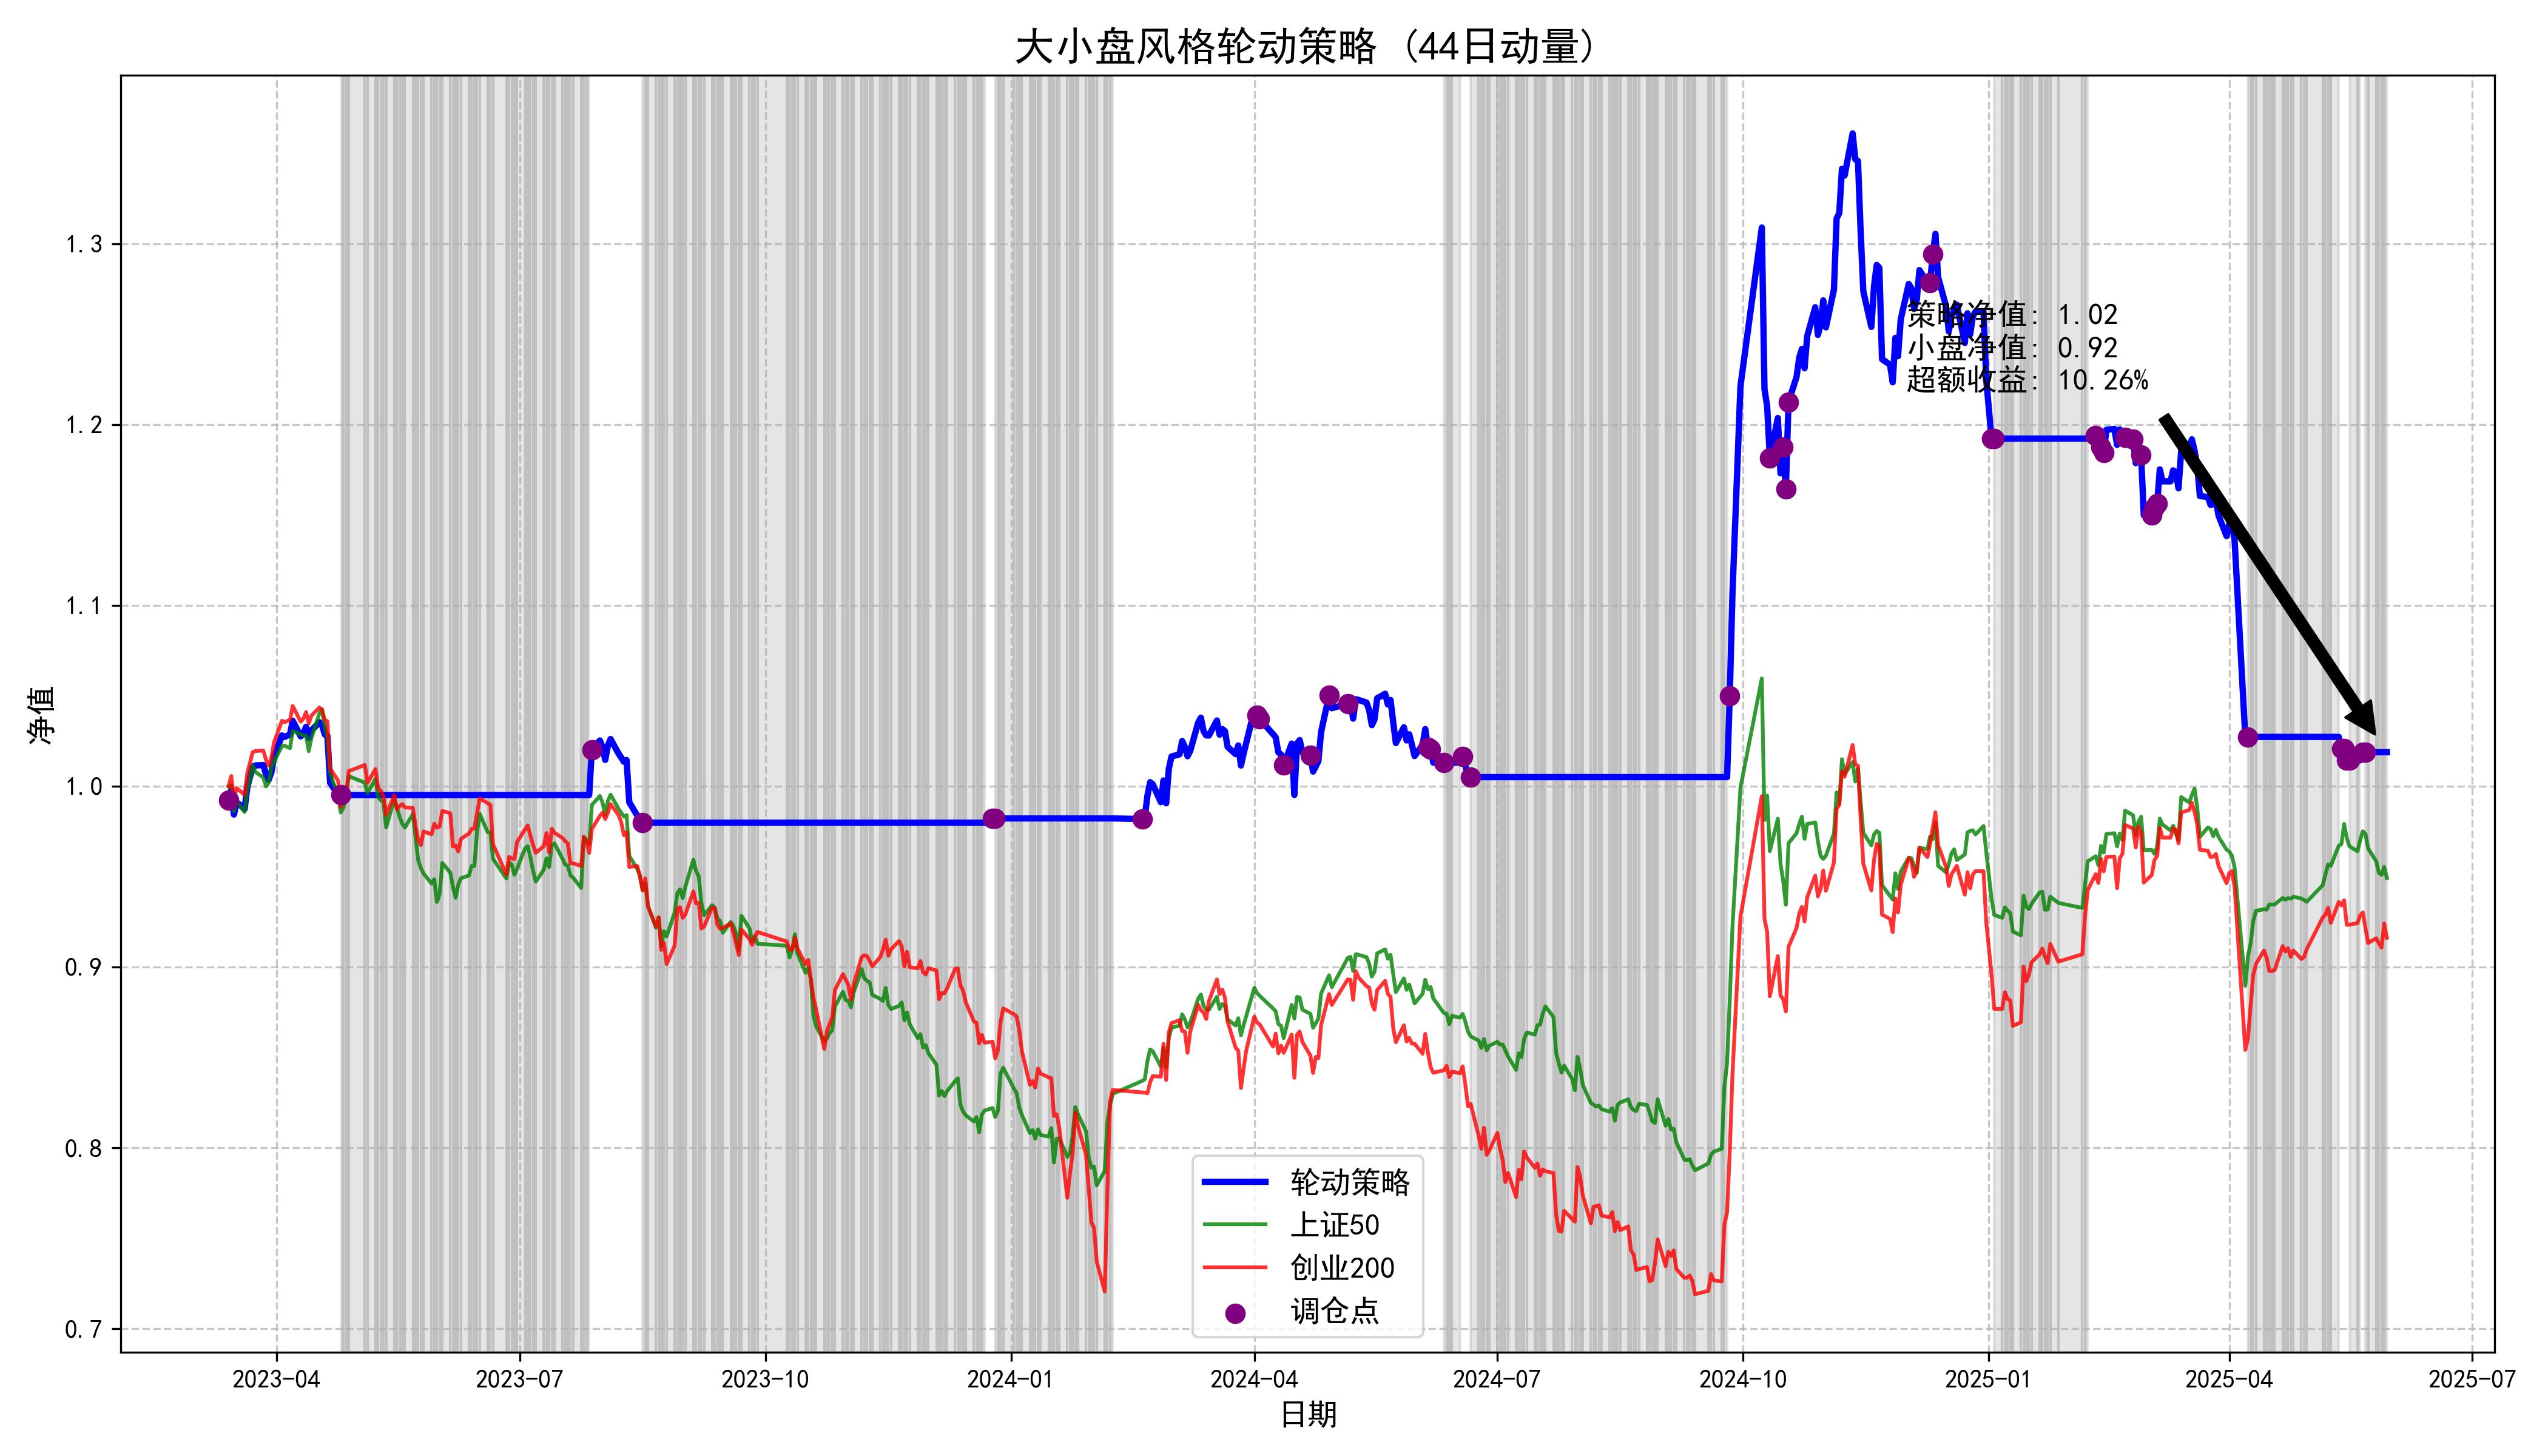 大小盘风格轮动策略 (44日动量)
净值
1.3
1.2
1.1
1.0
0.9
0.8
0.7
策略净值: 1.02
小盘净值: 0.92
超额收益: 10.26%
轮动策略
上证50
创业200
调仓点
2023-04
2023-07
2023-10
2024-01
2024-04
2024-07
2024-10
2025-01
2025-04
2025-07
日期